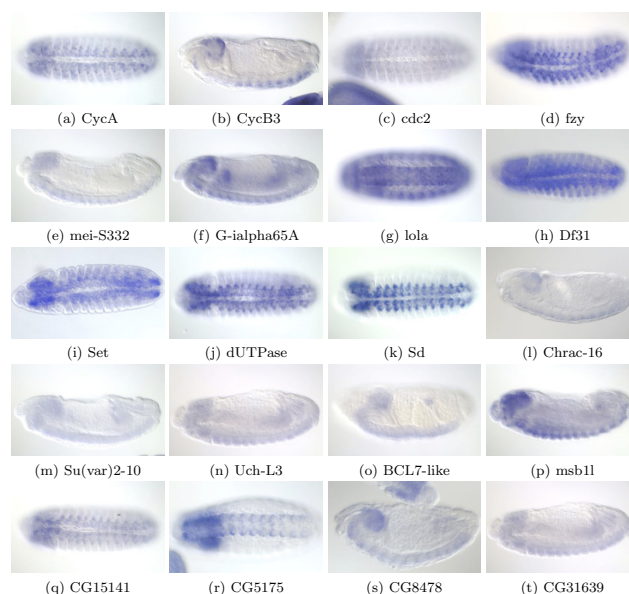 (a) CycA (b) CycB3 (c) cdc2 (d) fzy
(e) mei-S332 (f) G-ialpha65A (g) lola (h) Df31
(i) Set (j) dUTPase (k) Sd (l) Chrac-16
(m) Su(var)2-10 (n) Uch-L3 (o) BCL7-like (p) msb1l
(q) CG15141 (r) CG5175 (s) CG8478 (t) CG31639